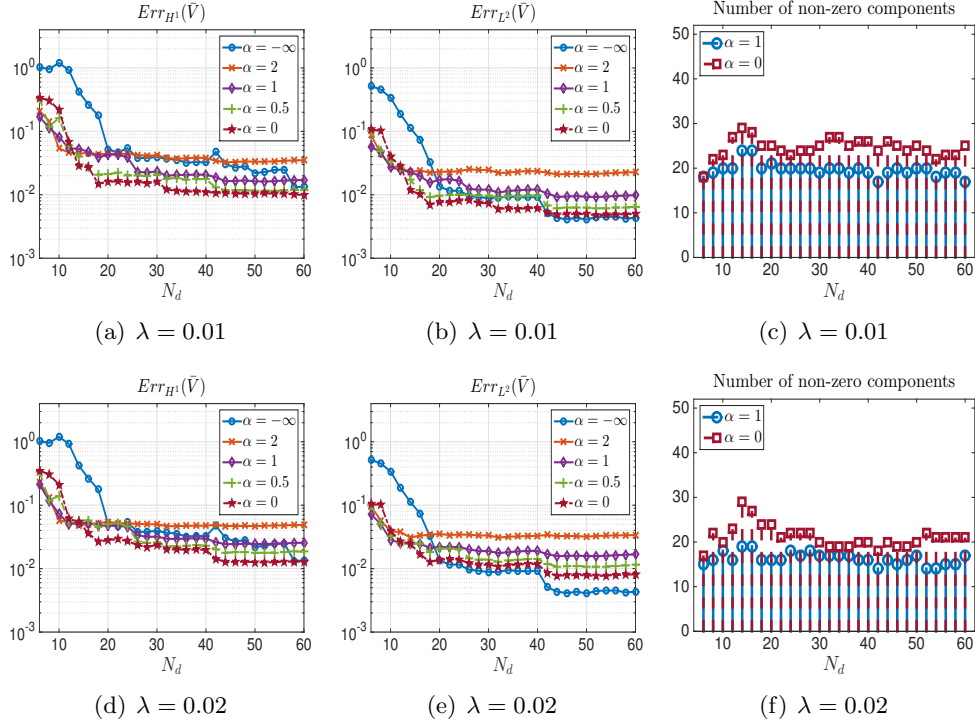 Err_{H^1}(V̄)
10^0
10^{-1}
10^{-2}
10^{-3}
10 20 30 40 50 60
N_d
α = −∞
α = 2
α = 1
α = 0.5
α = 0
(a) λ = 0.01
Err_{L^2}(V̄)
10^0
10^{-1}
10^{-2}
10^{-3}
10 20 30 40 50 60
N_d
α = −∞
α = 2
α = 1
α = 0.5
α = 0
(b) λ = 0.01
Number of non-zero components
50
40
30
20
10
0
10 20 30 40 50 60
N_d
α = 1
α = 0
(c) λ = 0.01
Err_{H^1}(V̄)
10^0
10^{-1}
10^{-2}
10^{-3}
10 20 30 40 50 60
N_d
α = −∞
α = 2
α = 1
α = 0.5
α = 0
(d) λ = 0.02
Err_{L^2}(V̄)
10^0
10^{-1}
10^{-2}
10^{-3}
10 20 30 40 50 60
N_d
α = −∞
α = 2
α = 1
α = 0.5
α = 0
(e) λ = 0.02
Number of non-zero components
50
40
30
20
10
0
10 20 30 40 50 60
N_d
α = 1
α = 0
(f) λ = 0.02